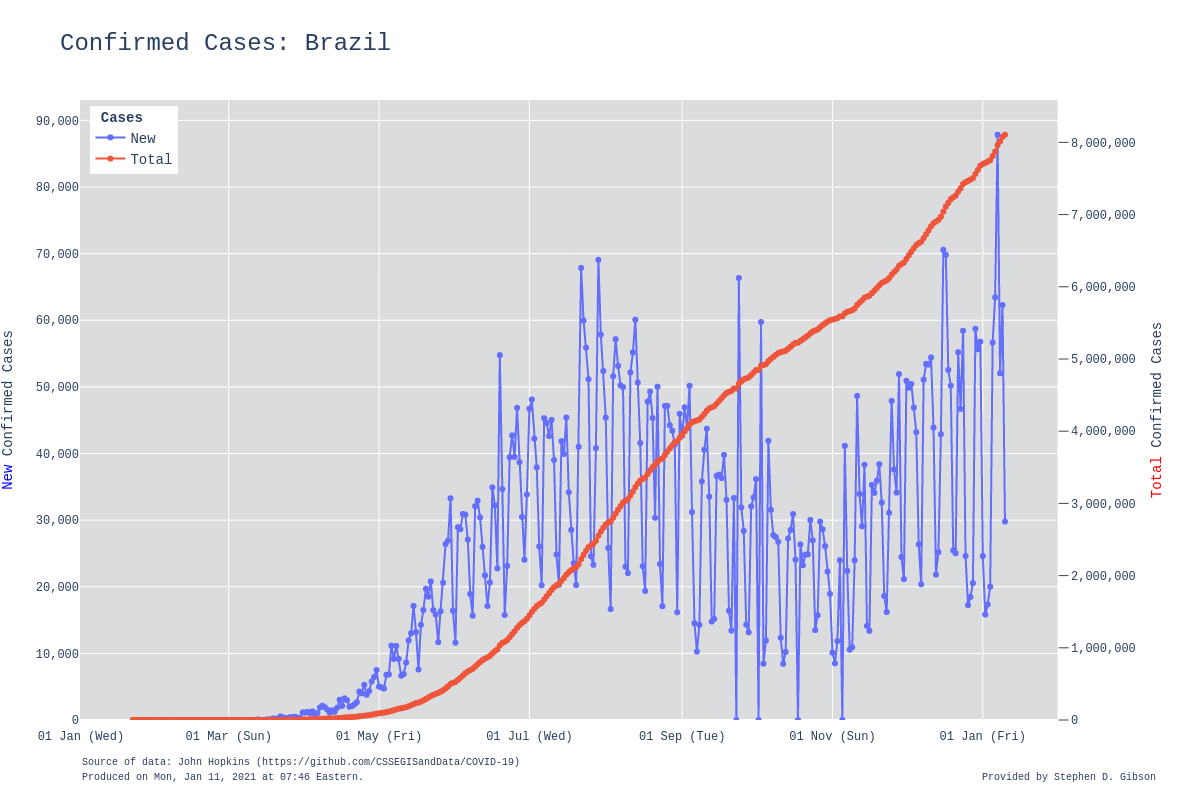 Confirmed Cases: Brazil
Cases
New
Total
90,000
80,000
70,000
60,000
50,000
40,000
30,000
20,000
10,000
0
New Confirmed Cases
8,000,000
7,000,000
6,000,000
5,000,000
4,000,000
3,000,000
2,000,000
1,000,000
0
Total Confirmed Cases
01 Jan (Wed) 01 Mar (Sun) 01 May (Fri) 01 Jul (Wed) 01 Sep (Tue) 01 Nov (Sun) 01 Jan (Fri)
Source of data: John Hopkins (https://github.com/CSSEGISandData/COVID-19)
Produced on Mon, Jan 11, 2021 at 07:46 Eastern.
Provided by Stephen D. Gibson